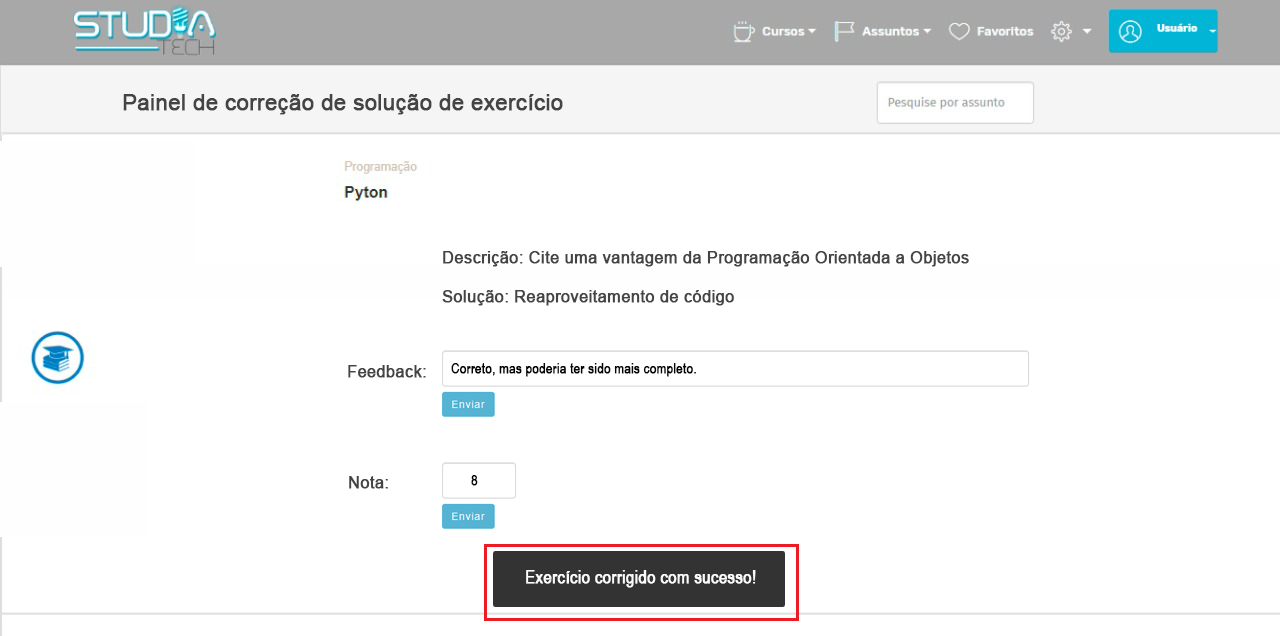 STUDIA TECH
Cursos
Assuntos
Favoritos
Usuário
Painel de correção de solução de exercício
Pesquise por assunto
Programação
Pyton
Descrição: Cite uma vantagem da Programação Orientada a Objetos
Solução: Reaproveitamento de código
Feedback:
Correto, mas poderia ter sido mais completo.
Enviar
Nota:
8
Enviar
Exercício corrigido com sucesso!